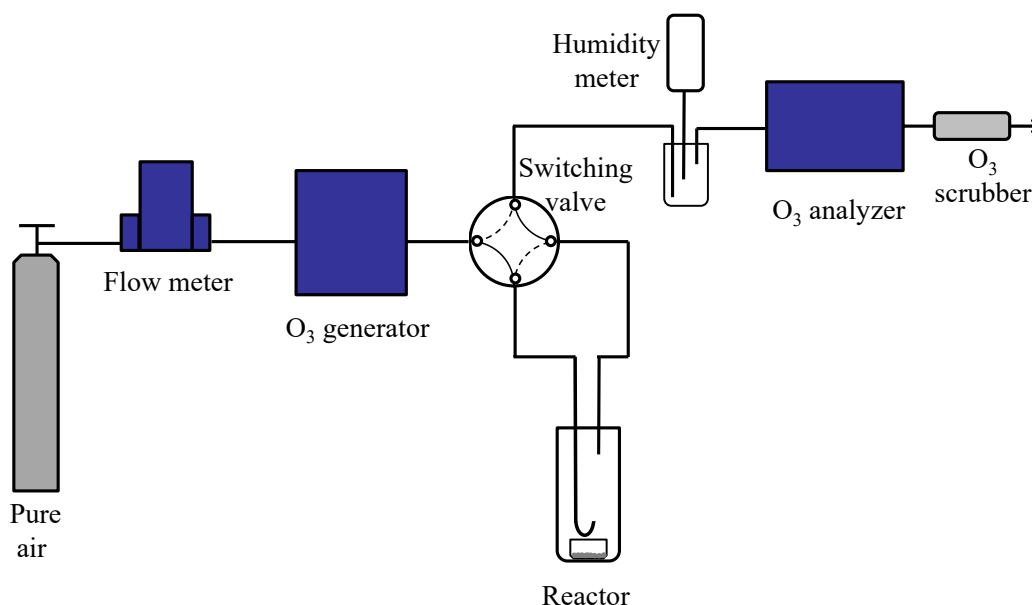 Humidity
meter
Switching
valve
O₃
scrubber
O₃ analyzer
Flow meter
O₃ generator
Pure
air
Reactor